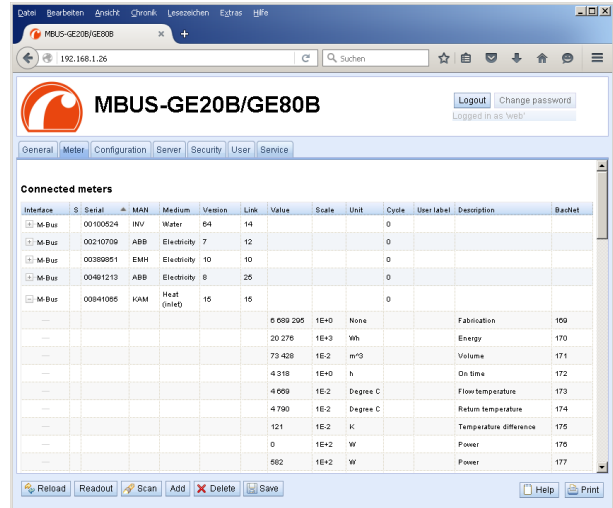 Datei Bearbeiten Ansicht Chronik Lesezeichen Extras Hilfe
MBUS-GE20B/GE80B × +
192.168.1.26 Suchen
MBUS-GE20B/GE80B
Logout Change password
Logged in as 'web'
General Meter Configuration Server Security User Service
Connected meters
Interface S Serial MAN Medium Version Link Value Scale Unit Cycle User label Description BacNet
M-Bus 00100524 INV Water 64 14 0
M-Bus 00210709 ABB Electricity 7 12 0
M-Bus 00389851 EMH Electricity 10 10 0
M-Bus 00491213 ABB Electricity 8 25 0
M-Bus 00841065 KAM Heat (inlet) 15 15 0
6 689 295 1E+0 None Fabrication 169
20 276 1E+3 Wh Energy 170
73 428 1E-2 m^3 Volume 171
4 318 1E+0 h On time 172
4 669 1E-2 Degree C Flow temperature 173
4 790 1E-2 Degree C Return temperature 174
121 1E-2 K Temperature difference 175
0 1E+2 W Power 176
582 1E+2 W Power 177
Reload Readout Scan Add Delete Save Help Print